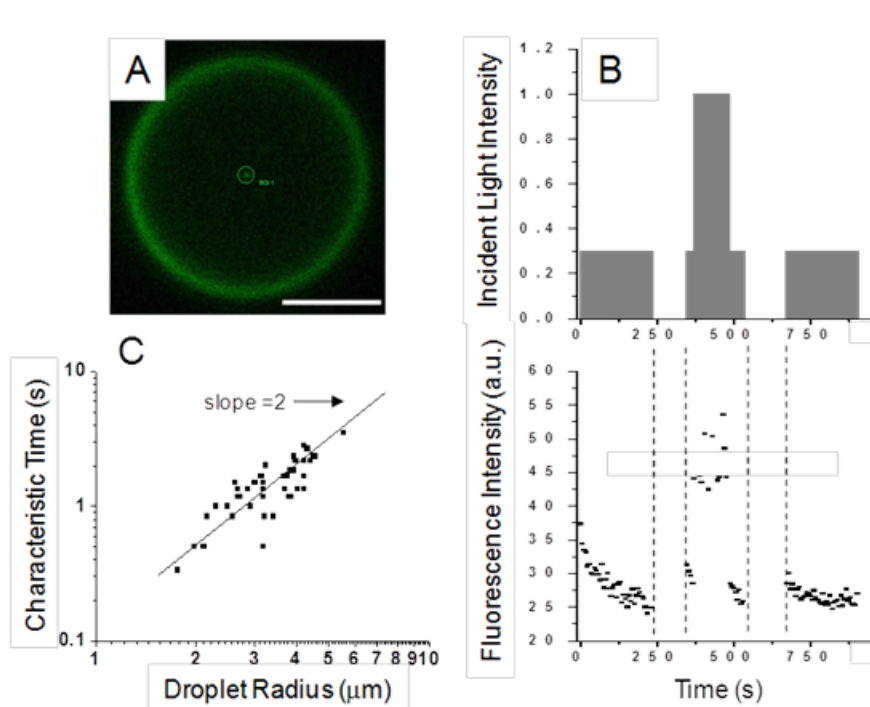 A
B
Incident Light Intensity
1.2
1.0
0.8
0.6
0.4
0.2
0.0
0 250 500 750
C
Characteristic Time (s)
10
1
0.1
slope =2
1 2 3 4 5 6 7 8 9 10
Droplet Radius (μm)
Fluorescence Intensity (a.u.)
60
55
50
45
40
35
30
25
20
0 250 500 750
Time (s)